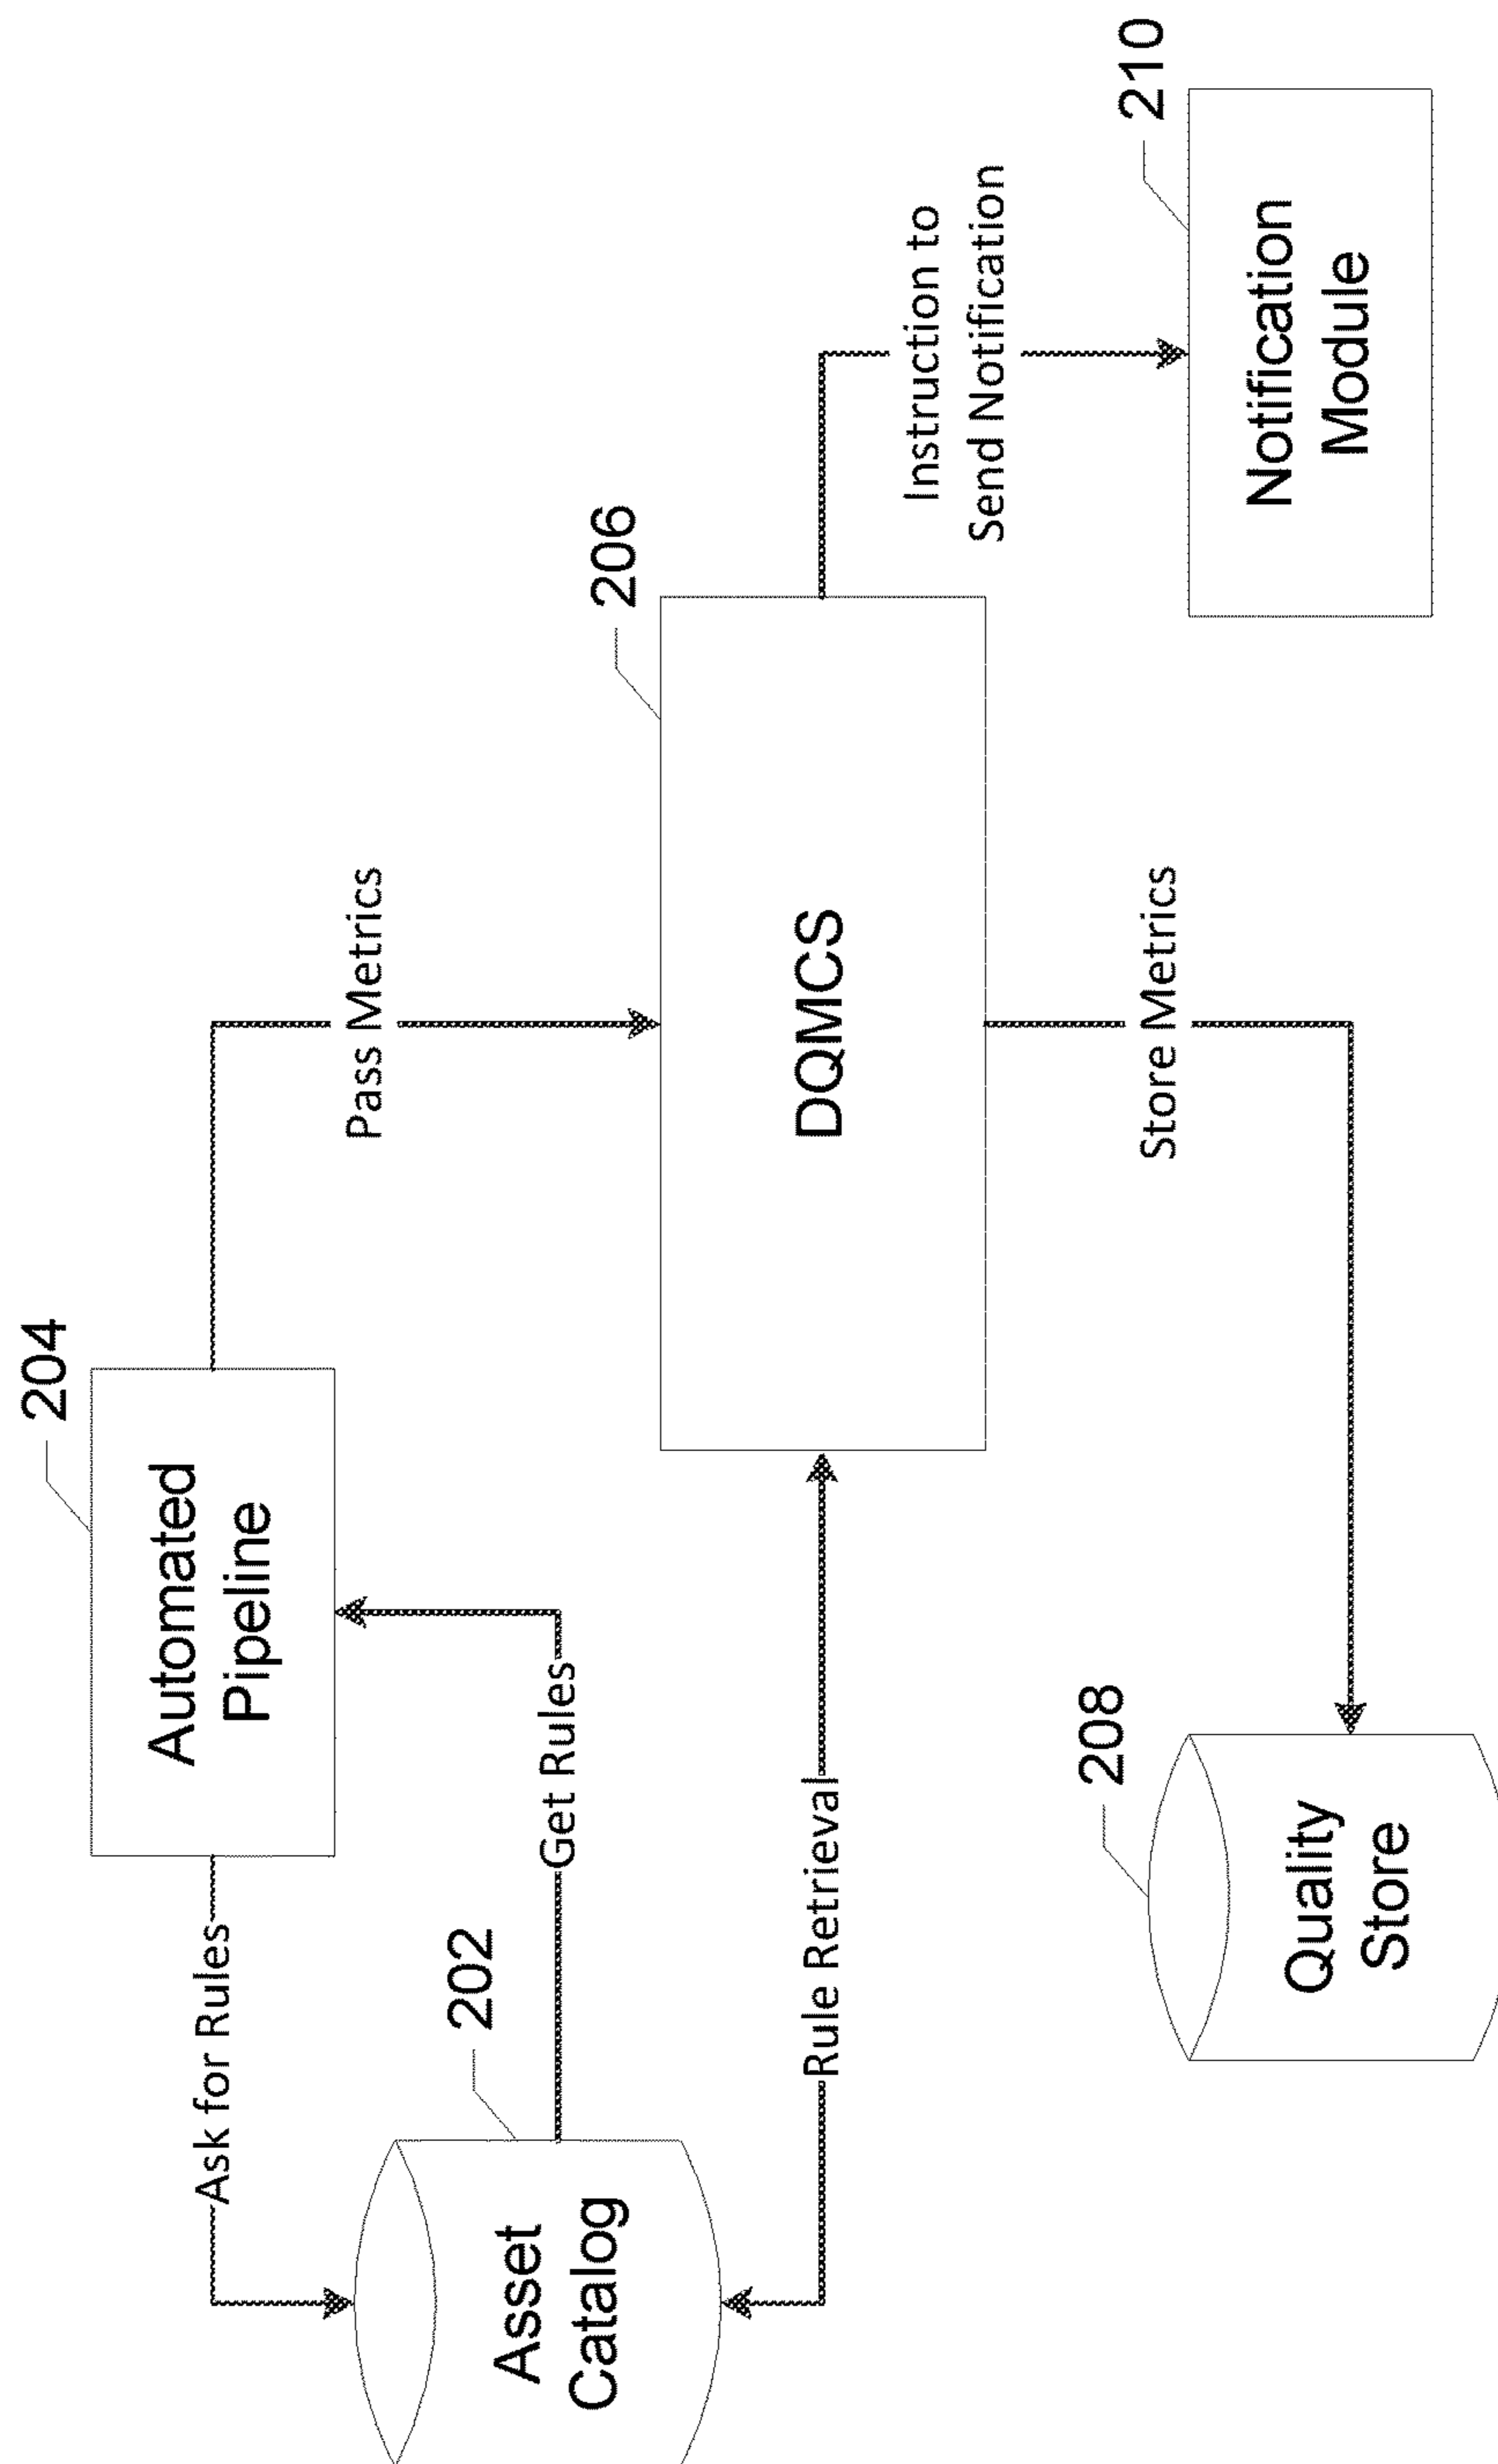 204
Automated
Pipeline
Ask for Rules
Pass Metrics
202
Asset
Catalog
Get Rules
206
DQMCS
Rule Retrieval
Instruction to
Send Notification
Store Metrics
208
Quality
Store
210
Notification
Module